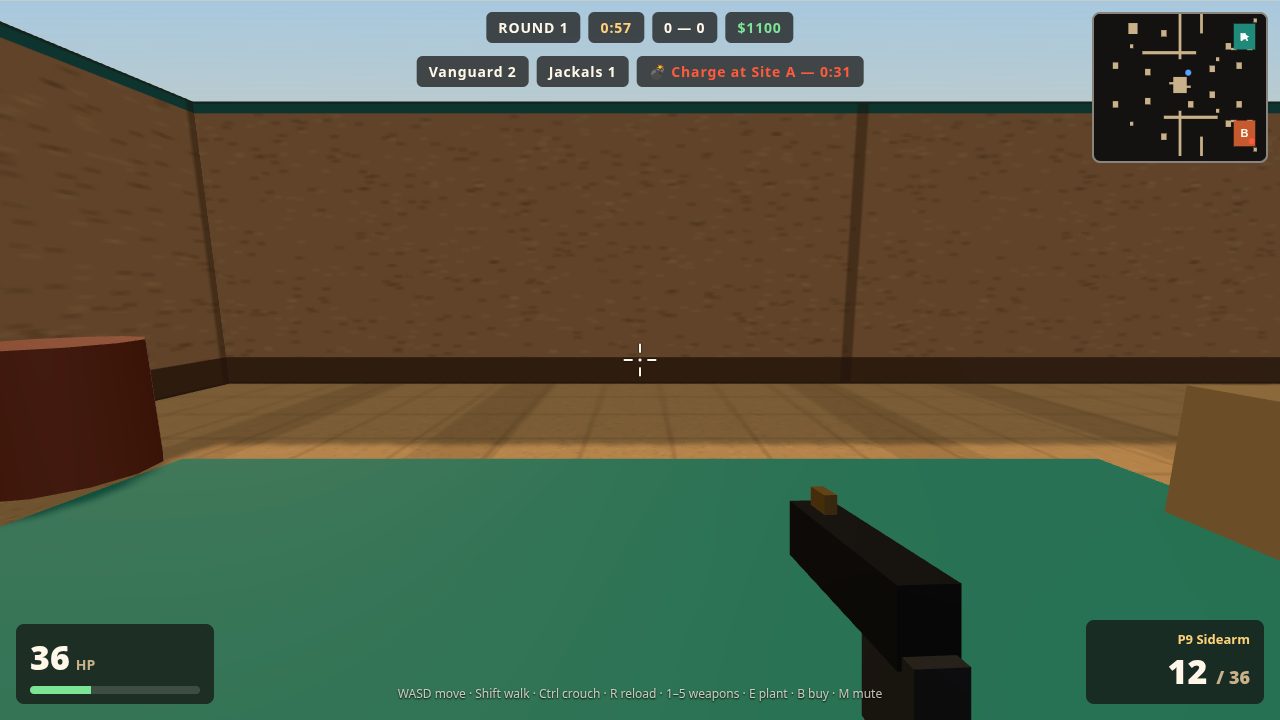 ROUND 1 0:57 0 — 0 $1100
Vanguard 2 Jackals 1 💣 Charge at Site A — 0:31
B
36 HP
P9 Sidearm
12 / 36
WASD move · Shift walk · Ctrl crouch · R reload · 1–5 weapons · E plant · B buy · M mute